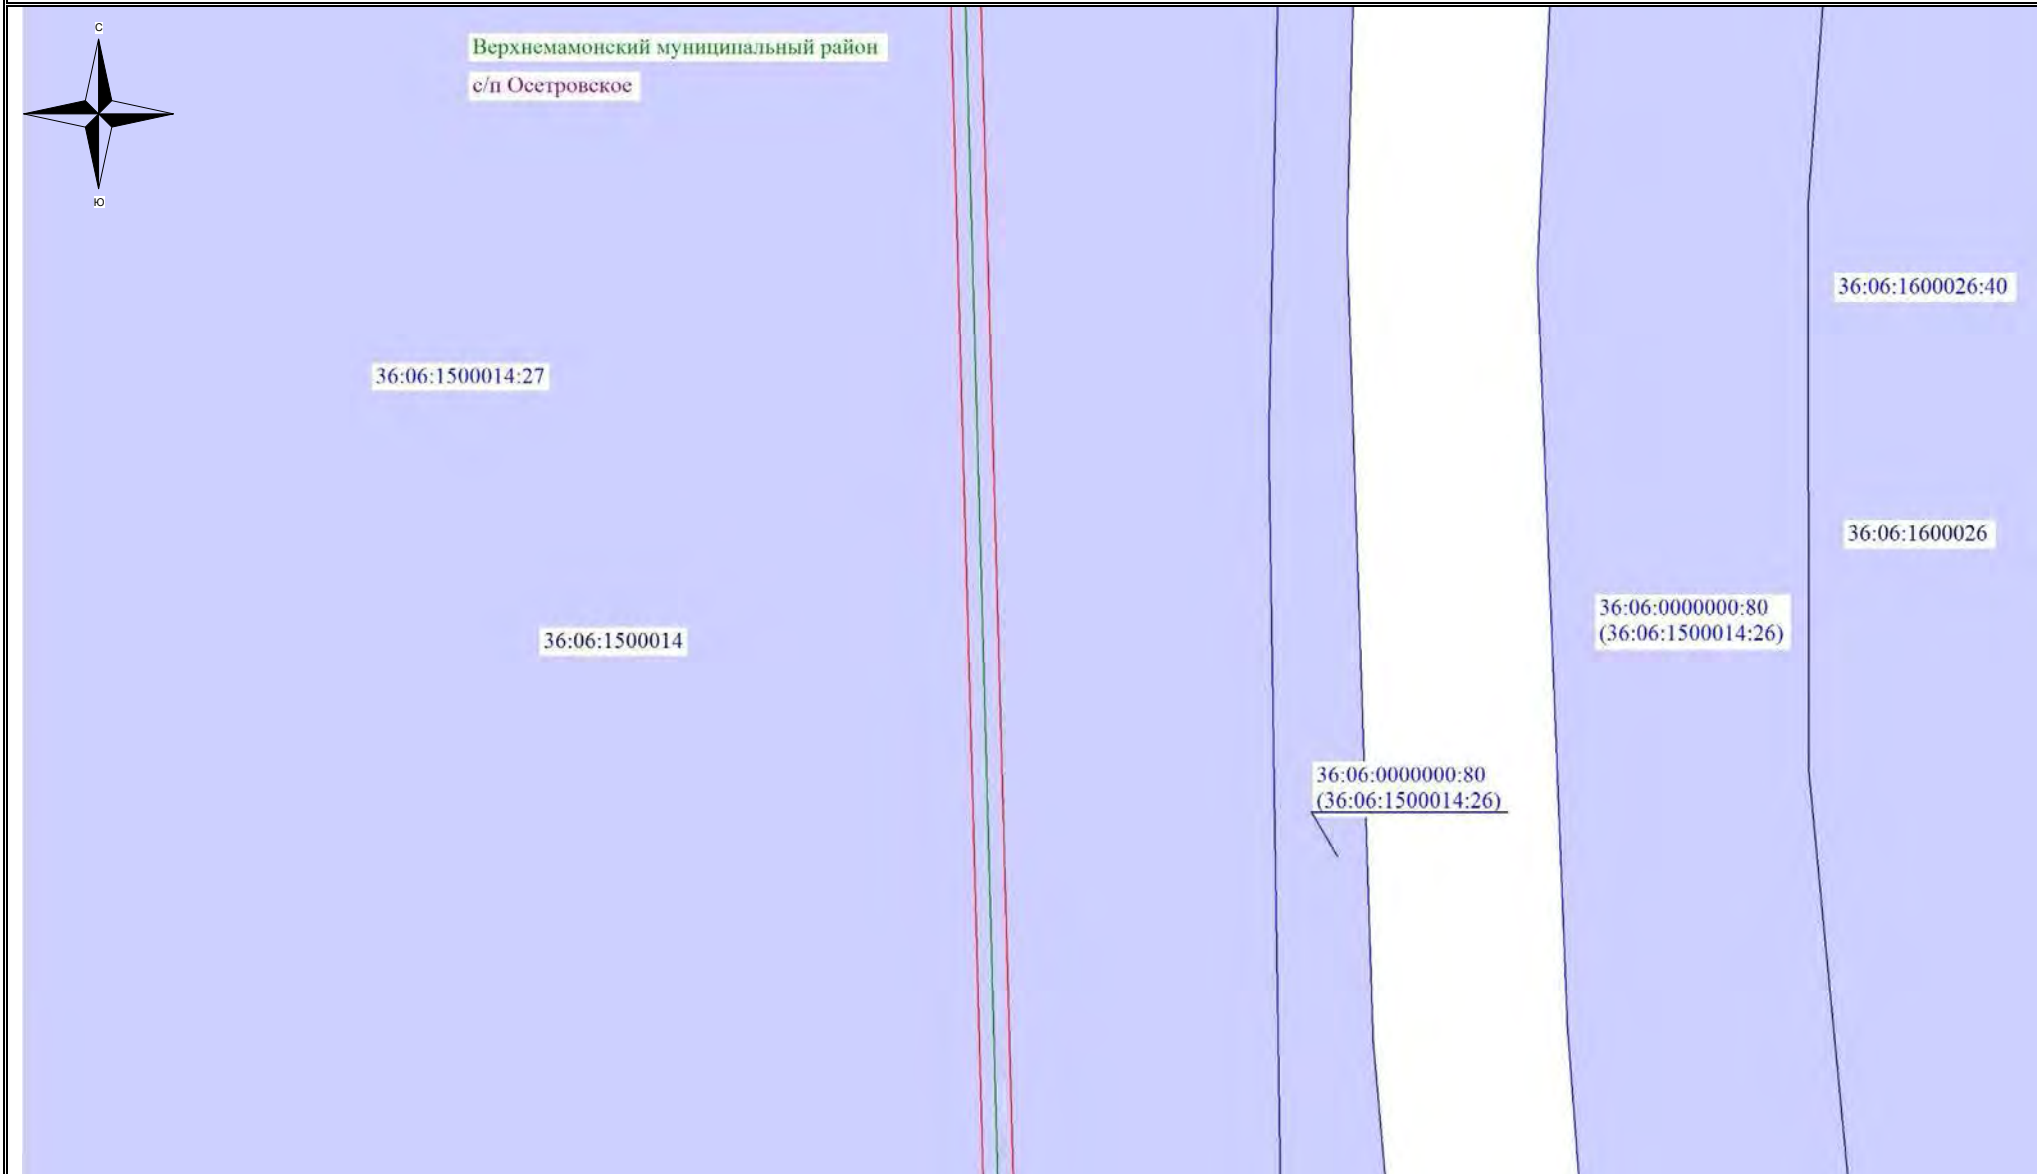 С
Верхнемамонский муниципальный район
с/п Осетровское
Ю
36:06:1600026:40
36:06:1500014:27
36:06:1600026
36:06:0000000:80
(36:06:1500014:26)
36:06:1500014
36:06:0000000:80
(36:06:1500014:26)